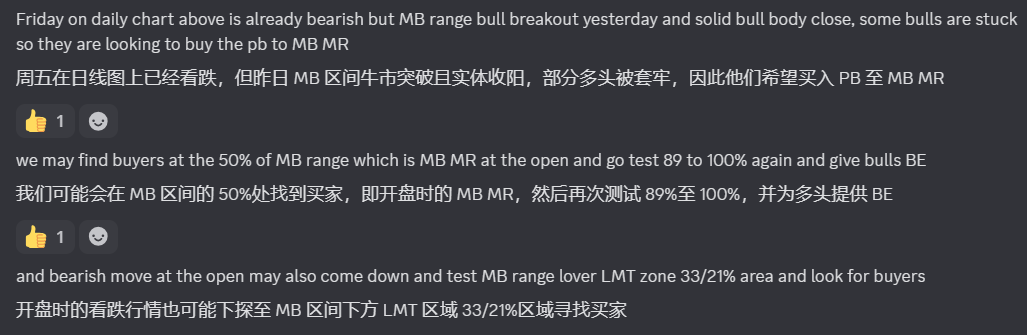 Friday on daily chart above is already bearish but MB range bull breakout yesterday and solid bull body close, some bulls are stuck
so they are looking to buy the pb to MB MR
周五在日线图上已经看跌，但昨日 MB 区间牛市突破且实体收阳，部分多头被套牢，因此他们希望买入 PB 至 MB MR
👍 1
we may find buyers at the 50% of MB range which is MB MR at the open and go test 89 to 100% again and give bulls BE
我们可能会在 MB 区间的 50%处找到买家，即开盘时的 MB MR，然后再次测试 89%至 100%，并为多头提供 BE
👍 1
and bearish move at the open may also come down and test MB range lover LMT zone 33/21% area and look for buyers
开盘时的看跌行情也可能下探至 MB 区间下方 LMT 区域 33/21%区域寻找买家